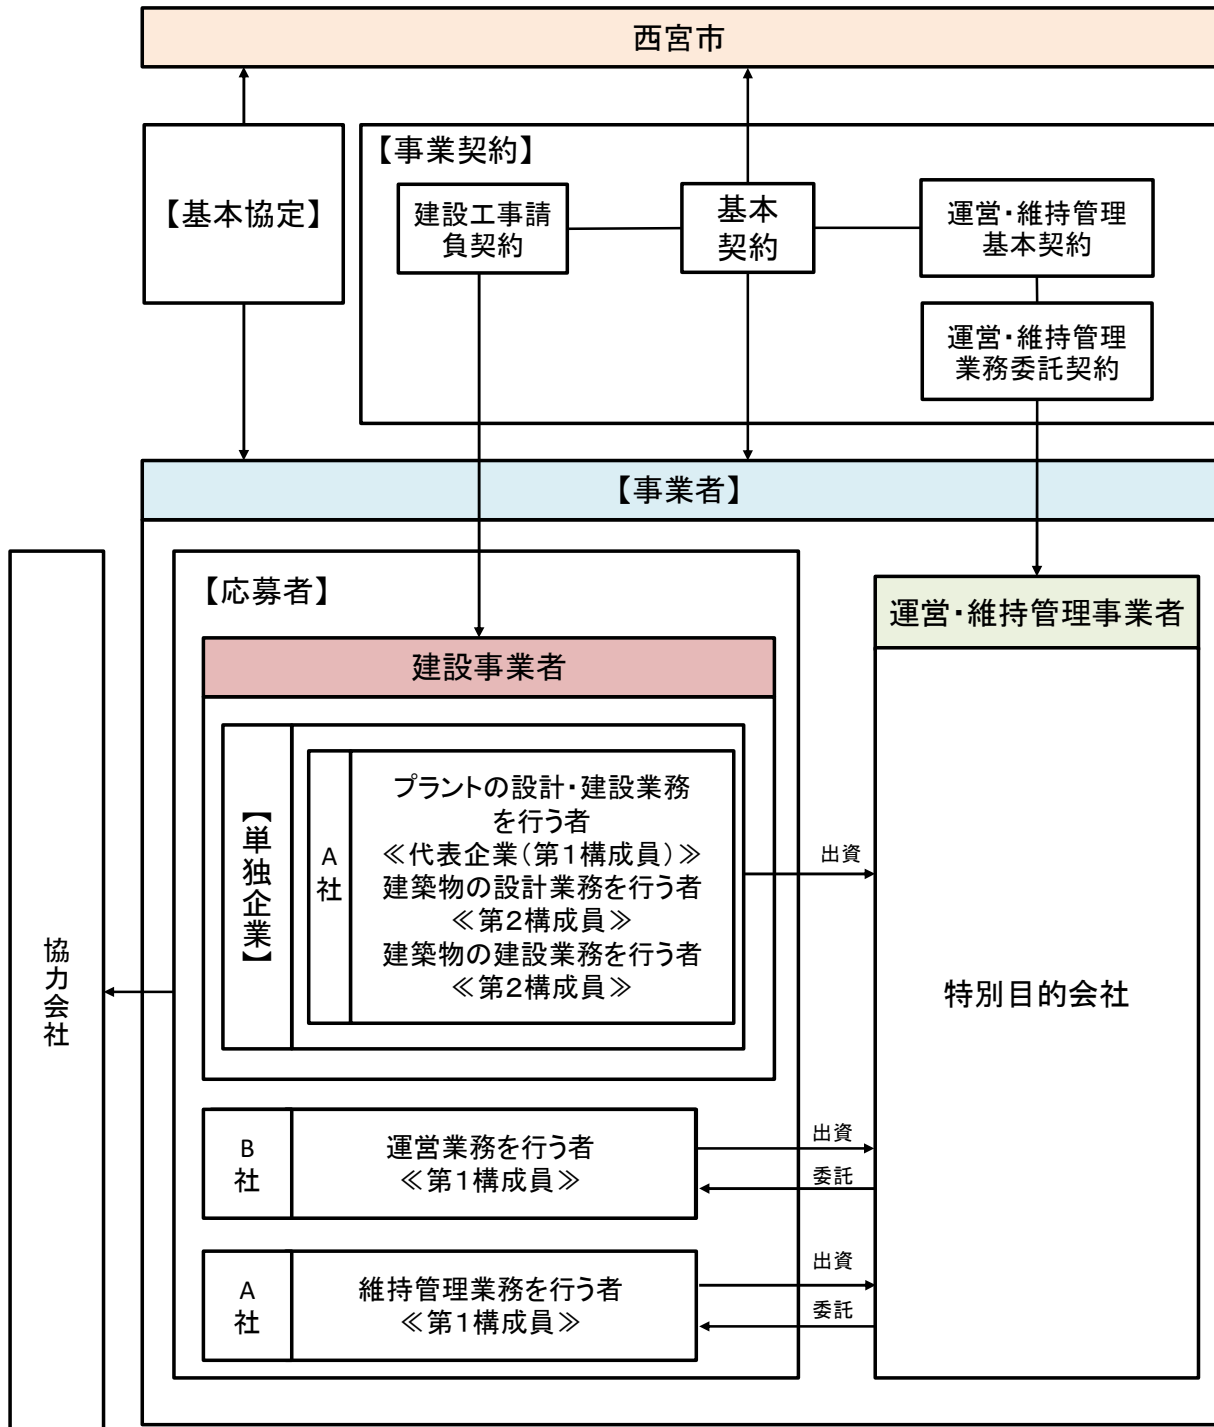 西宮市
【基本協定】
【事業契約】
建設工事請
負契約
基本
契約
運営・維持管理
基本契約
運営・維持管理
業務委託契約
【事業者】
【応募者】
運営・維持管理事業者
建設事業者
【単独企業】
A
社
プラントの設計・建設業務
を行う者
≪代表企業(第1構成員)≫
建築物の設計業務を行う者
≪第2構成員≫
建築物の建設業務を行う者
≪第2構成員≫
出資
協力会社
特別目的会社
B
社
運営業務を行う者
≪第1構成員≫
出資
委託
A
社
維持管理業務を行う者
≪第1構成員≫
出資
委託